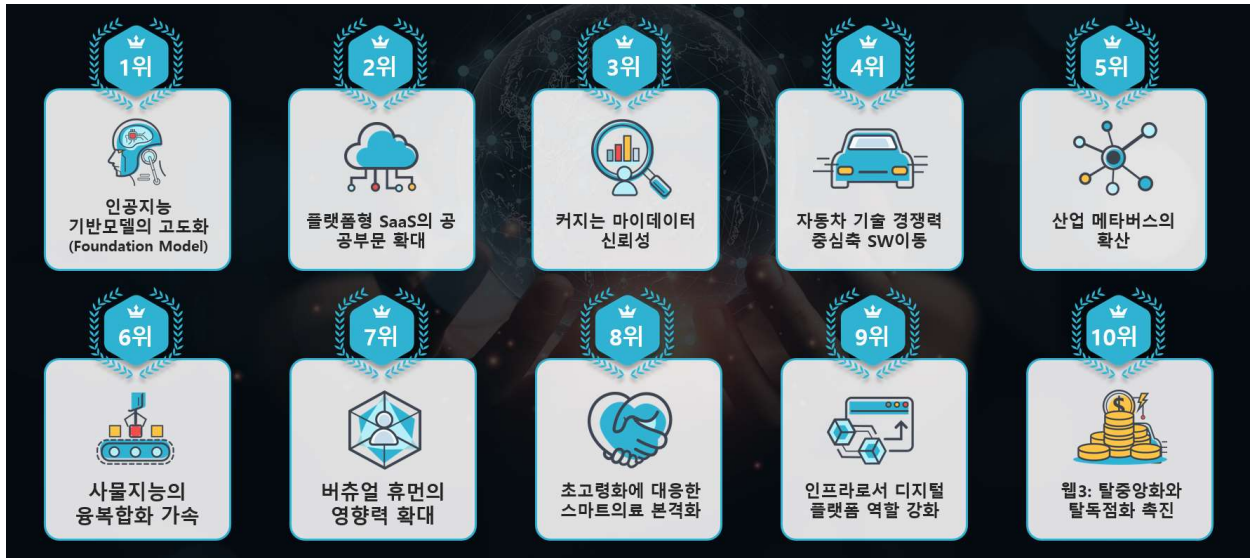 1위
인공지능
기반모델의 고도화
(Foundation Model)
2위
플랫폼형 SaaS의 공
공부문 확대
3위
커지는 마이데이터
신뢰성
4위
자동차 기술 경쟁력
중심축 SW이동
5위
산업 메타버스의
확산
6위
사물지능의
융복합화 가속
7위
버츄얼 휴먼의
영향력 확대
8위
초고령화에 대응한
스마트의료 본격화
9위
인프라로서 디지털
플랫폼 역할 강화
10위
웹3: 탈중앙화와
탈독점화 촉진